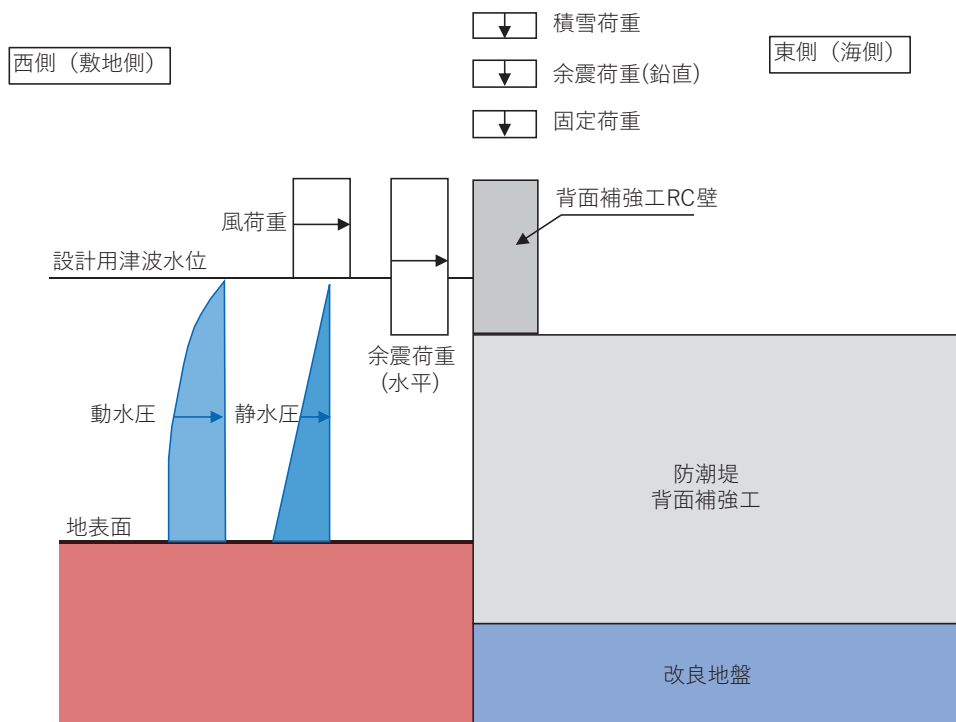 積雪荷重
西側（敷地側）
東側（海側）
余震荷重(鉛直)
固定荷重
背面補強工RC壁
風荷重
設計用津波水位
余震荷重
(水平)
動水圧
静水圧
防潮堤
背面補強工
地表面
改良地盤